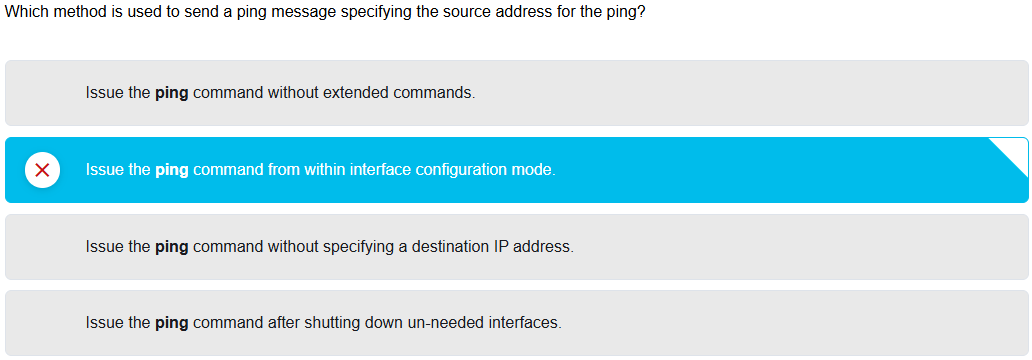 Which method is used to send a ping message specifying the source address for the ping?
Issue the ping command without extended commands.
Issue the ping command from within interface configuration mode.
Issue the ping command without specifying a destination IP address.
Issue the ping command after shutting down un-needed interfaces.